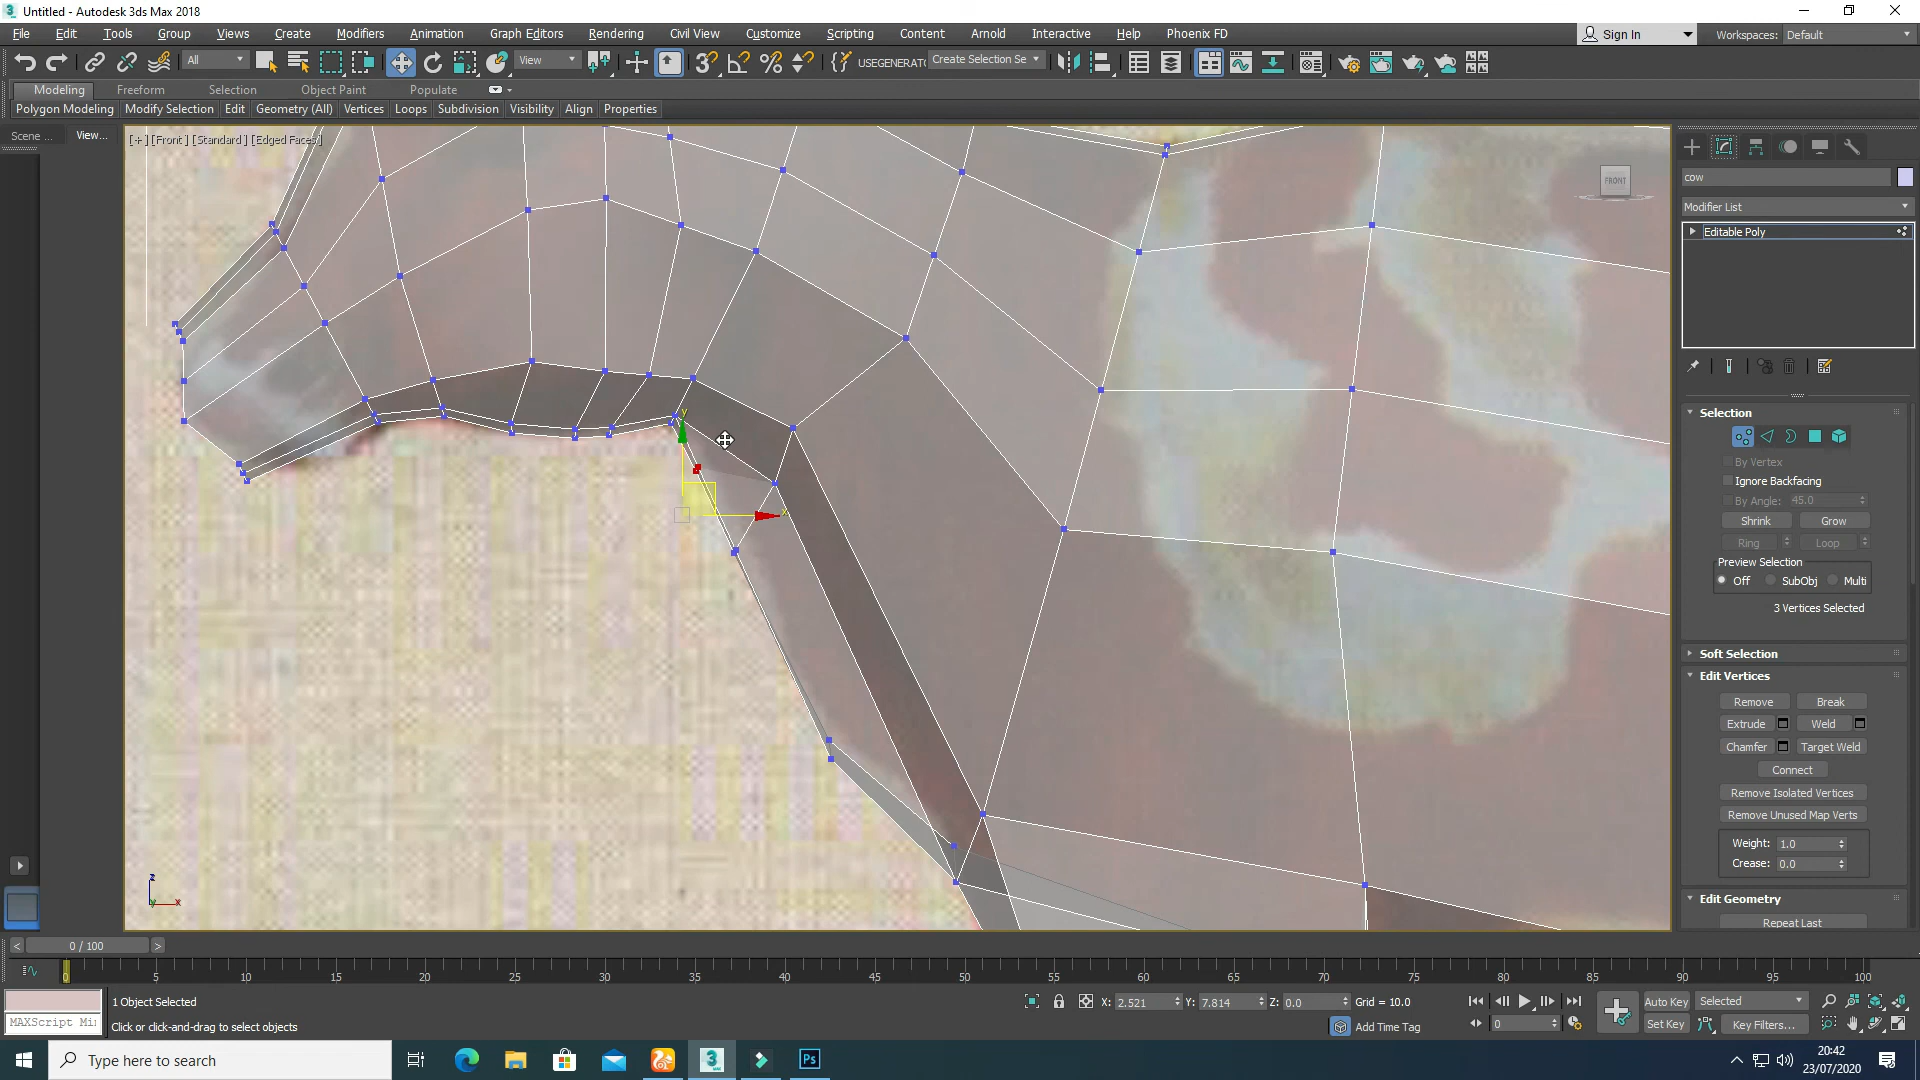 Untitled - Autodesk 3ds Max 2018
File Edit Tools Group Views Create Modifiers Animation Graph Editors Rendering Civil View Customize Scripting Content Arnold Interactive Help Phoenix FD Sign In Workspaces: Default
All View USEGENERATO Create Selection Se
Modeling Freeform Selection Object Paint Populate
Polygon Modeling Modify Selection Edit Geometry (All) Vertices Loops Subdivision Visibility Align Properties
Scene ... View...
[+] [Front] [Standard] [Edged Faces]
FRONT
cow
Modifier List
Editable Poly
Selection
By Vertex
Ignore Backfacing
By Angle: 45.0
Shrink Grow
Ring Loop
Preview Selection
Off SubObj Multi
3 Vertices Selected
Soft Selection
Edit Vertices
Remove Break
Extrude Weld
Chamfer Target Weld
Connect
Remove Isolated Vertices
Remove Unused Map Verts
Weight: 1.0
Crease: 0.0
Edit Geometry
Repeat Last
y
x
z
y x
< 0 / 100 >
0 5 10 15 20 25 30 35 40 45 50 55 60 65 70 75 80 85 90 95 100
1 Object Selected
X: 2.521 Y: 7.814 Z: 0.0 Grid = 10.0
Auto Key Selected
MAXScript Mi
Click or click-and-drag to select objects
Add Time Tag
0
Set Key Key Filters...
Type here to search
Ps
20:42
23/07/2020